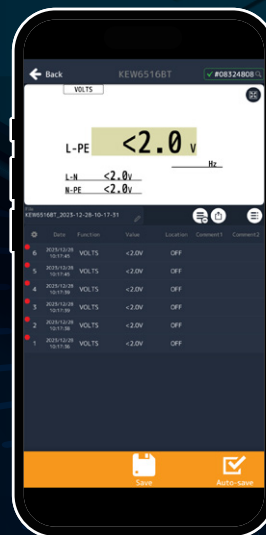 Back KEW6516BT #08324808
VOLTS
L-PE <2.0 V
Hz
L-N <2.0V
N-PE <2.0V
File
KEW6516BT_2025-12-28-10-17-31
Date Function Value Location Comment1 Comment2
6 2025/12/28 10:17:45 VOLTS <2.0V OFF
5 2025/12/28 10:17:40 VOLTS <2.0V OFF
4 2025/12/28 10:17:39 VOLTS <2.0V OFF
3 2025/12/28 10:17:39 VOLTS <2.0V OFF
2 2025/12/28 10:17:38 VOLTS <2.0V OFF
1 2025/12/28 10:17:36 VOLTS <2.0V OFF
Save Auto-save